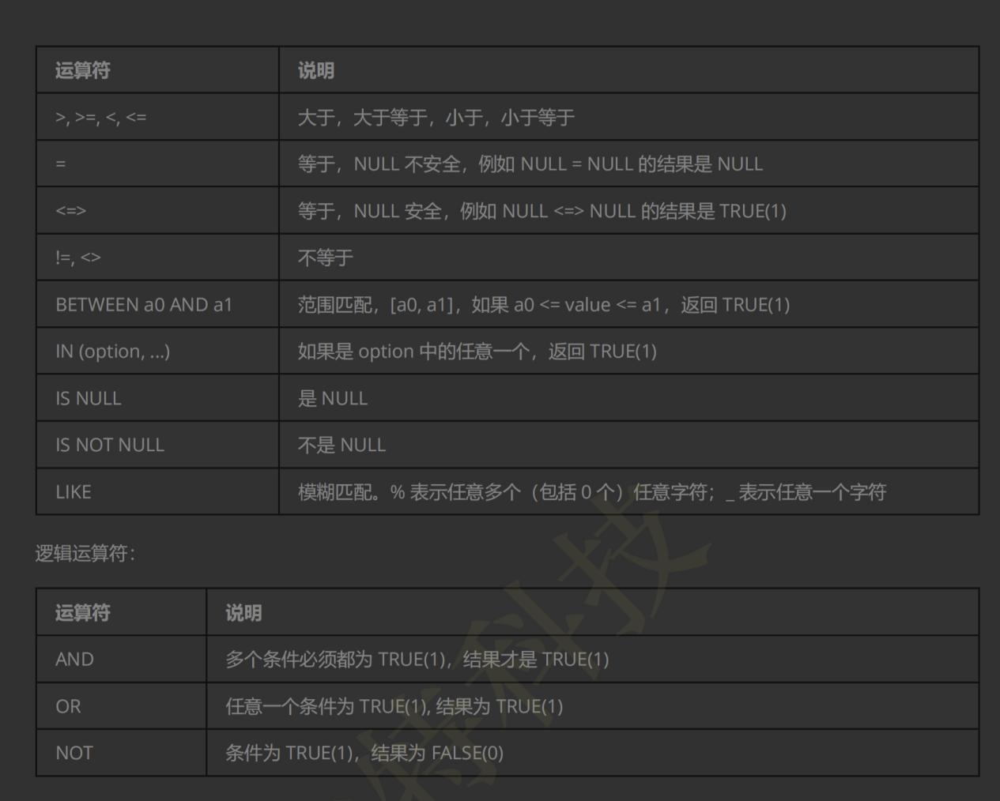 运算符 说明
>, >=, <, <= 大于，大于等于，小于，小于等于
= 等于，NULL 不安全，例如 NULL = NULL 的结果是 NULL
<=> 等于，NULL 安全，例如 NULL <=> NULL 的结果是 TRUE(1)
!=, <> 不等于
BETWEEN a0 AND a1 范围匹配，[a0, a1]，如果 a0 <= value <= a1，返回 TRUE(1)
IN (option, ...) 如果是 option 中的任意一个，返回 TRUE(1)
IS NULL 是 NULL
IS NOT NULL 不是 NULL
LIKE 模糊匹配。% 表示任意多个（包括 0 个）任意字符；_ 表示任意一个字符
逻辑运算符：
运算符 说明
AND 多个条件必须都为 TRUE(1)，结果才是 TRUE(1)
OR 任意一个条件为 TRUE(1), 结果为 TRUE(1)
NOT 条件为 TRUE(1)，结果为 FALSE(0)
特科技